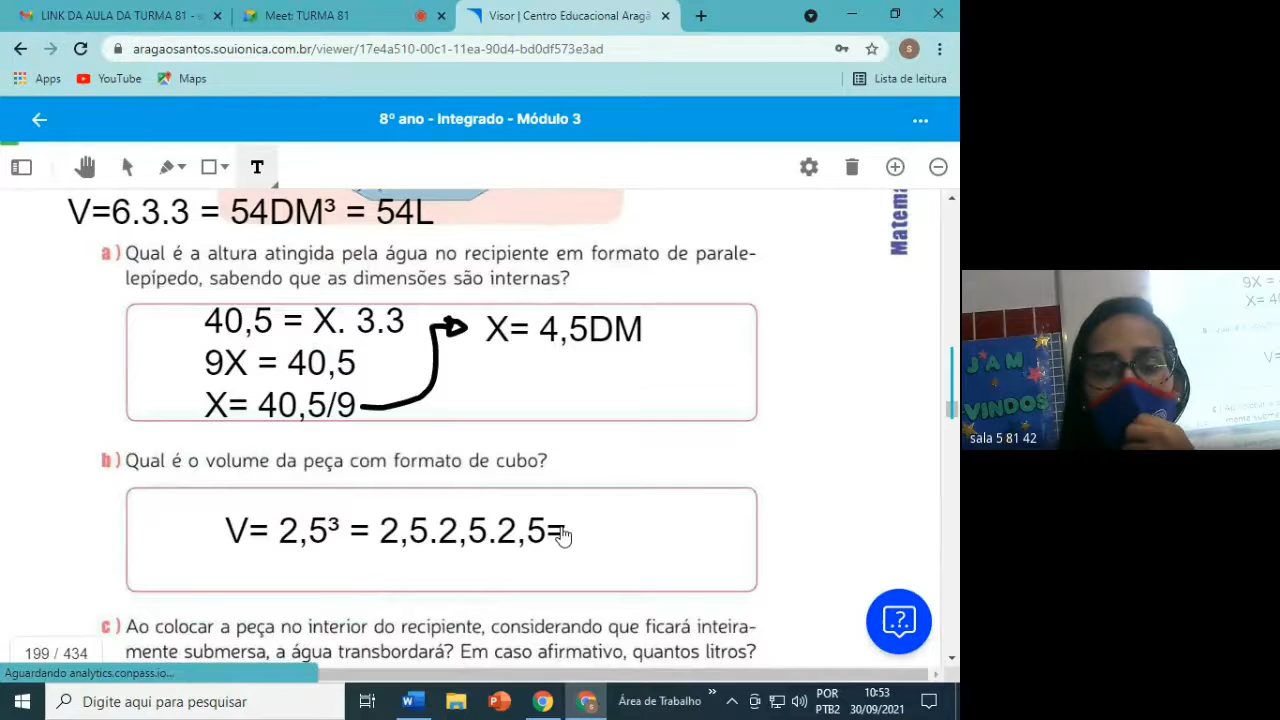 LINK DA AULA DA TURMA 81 - s
Meet: TURMA 81
Visor | Centro Educacional Aragã
aragaosantos.souionica.com.br/viewer/17e4a510-00c1-11ea-90d4-bd0df573e3ad
S
Apps
YouTube
Maps
Lista de leitura
8º ano - Integrado - Módulo 3
T
V=6.3.3 = 54DM³ = 54L
Matema
a) Qual é a altura atingida pela água no recipiente em formato de parale-
lepípedo, sabendo que as dimensões são internas?
40,5 = X. 3.3
X= 4,5DM
9X = 40,5
X= 40,5/9
b) Qual é o volume da peça com formato de cubo?
V= 2,5³ = 2,5.2,5.2,5=
c) Ao colocar a peça no interior do recipiente, considerando que ficará inteira-
mente submersa, a água transbordará? Em caso afirmativo, quantos litros?
199 / 434
Aguardando analytics.conpass.io...
Digite aqui para pesquisar
Área de Trabalho
POR
PTB2
10:53
30/09/2021
JAM
VINDOS
9X =
X= 40
V=
sala 5 81 42